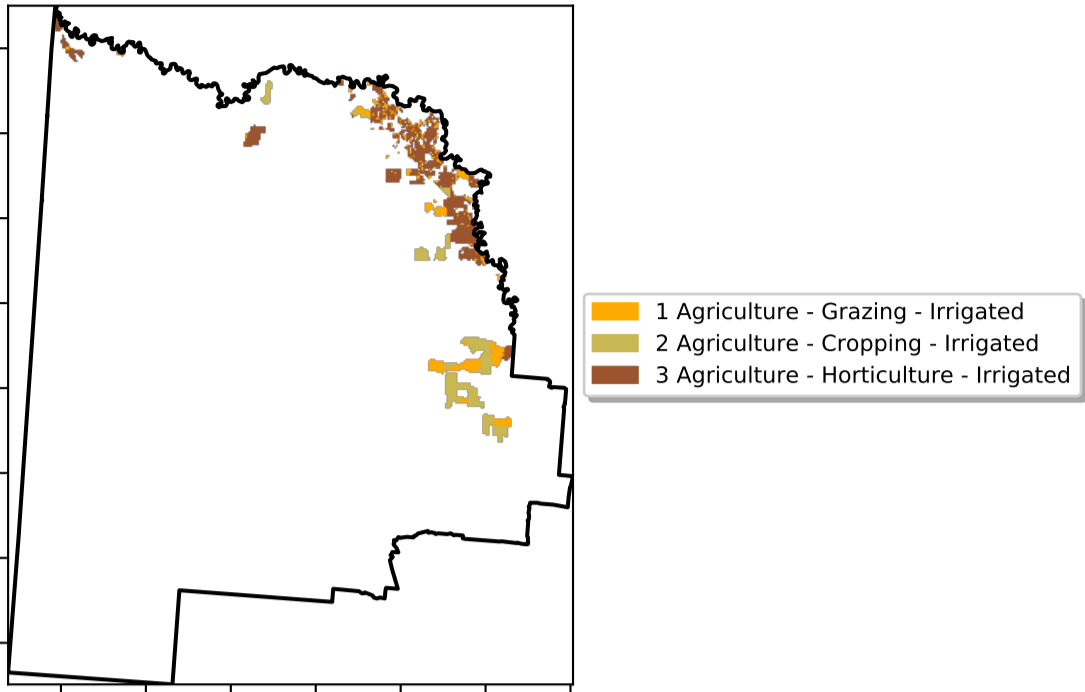 1 Agriculture - Grazing - Irrigated
2 Agriculture - Cropping - Irrigated
3 Agriculture - Horticulture - Irrigated